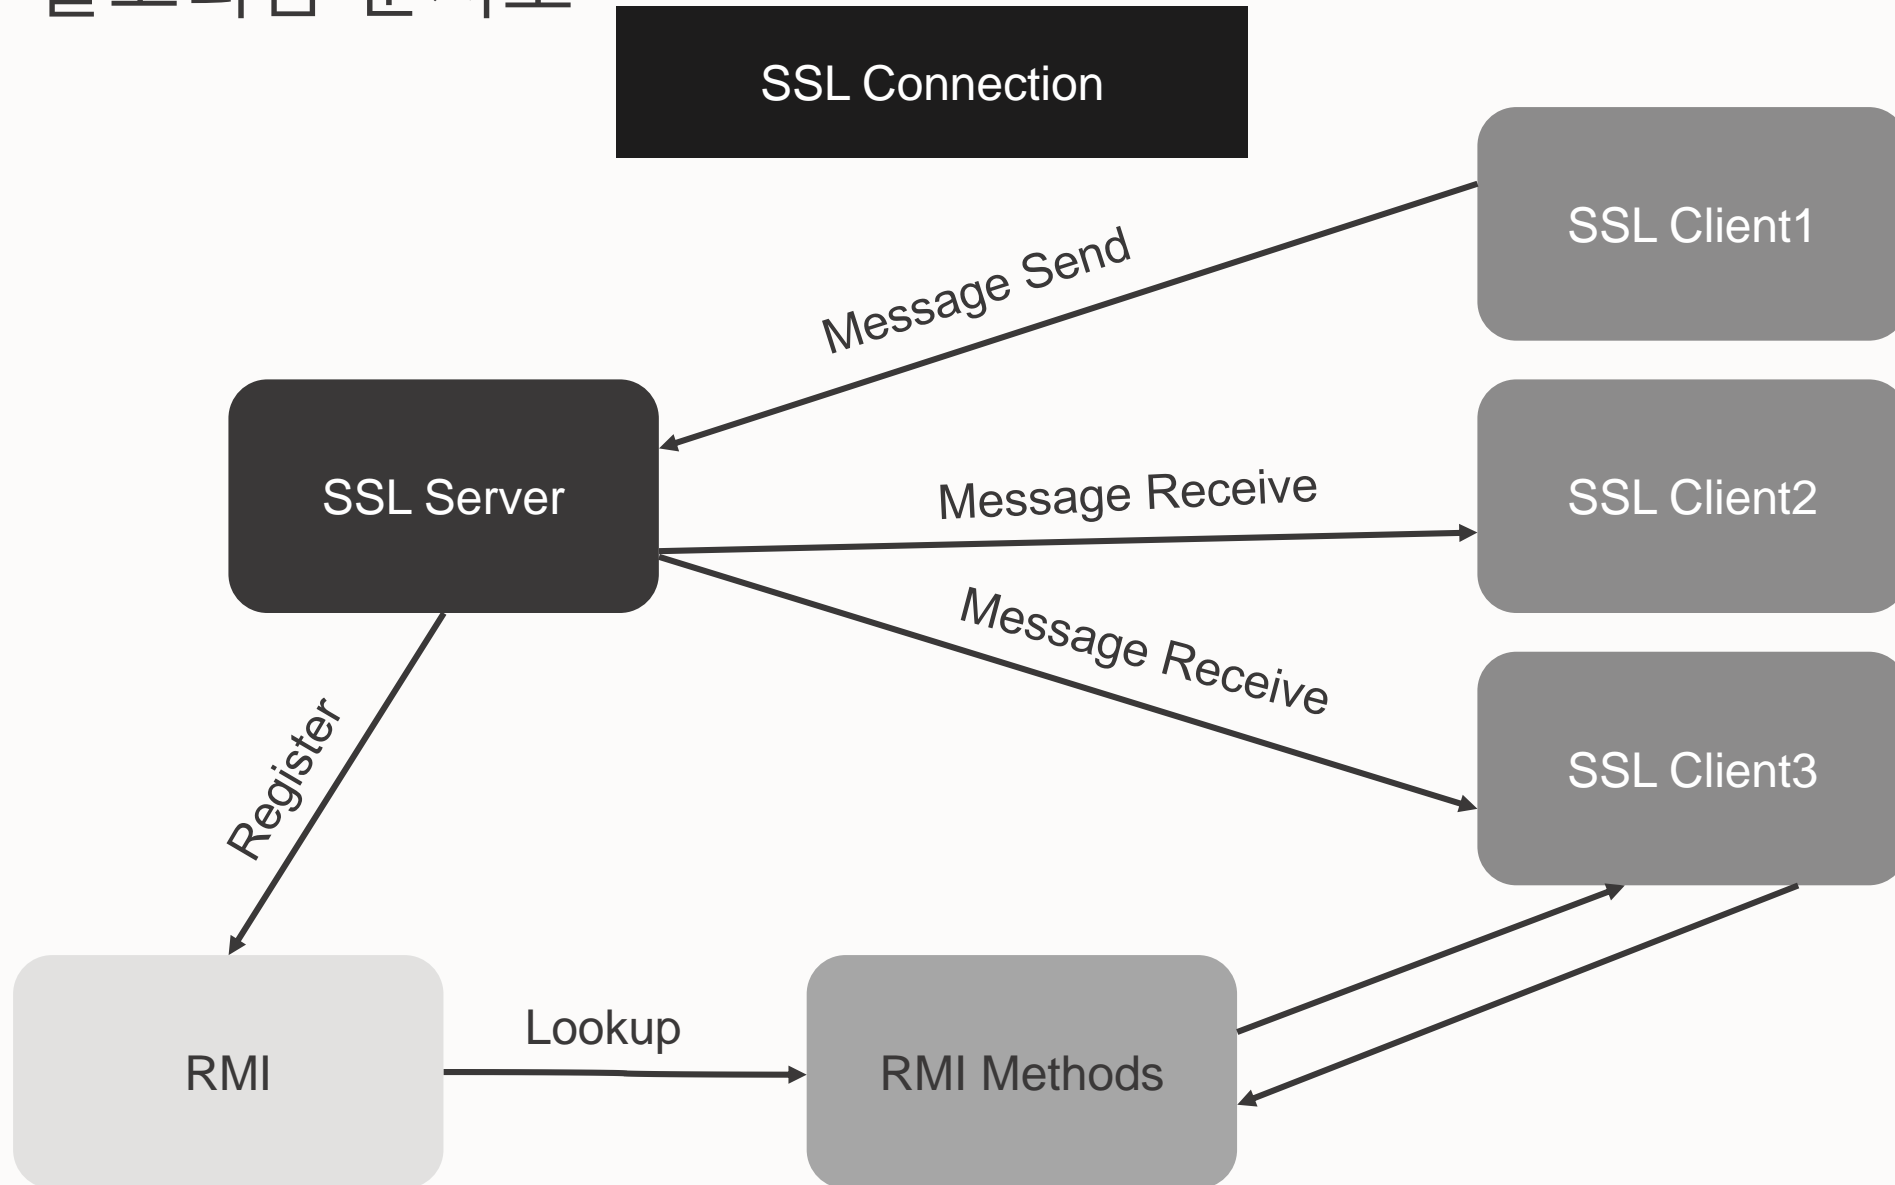 SSL Connection
SSL Client1
Message Send
SSL Server
Message Receive
SSL Client2
Message Receive
SSL Client3
Register
Lookup
RMI
RMI Methods